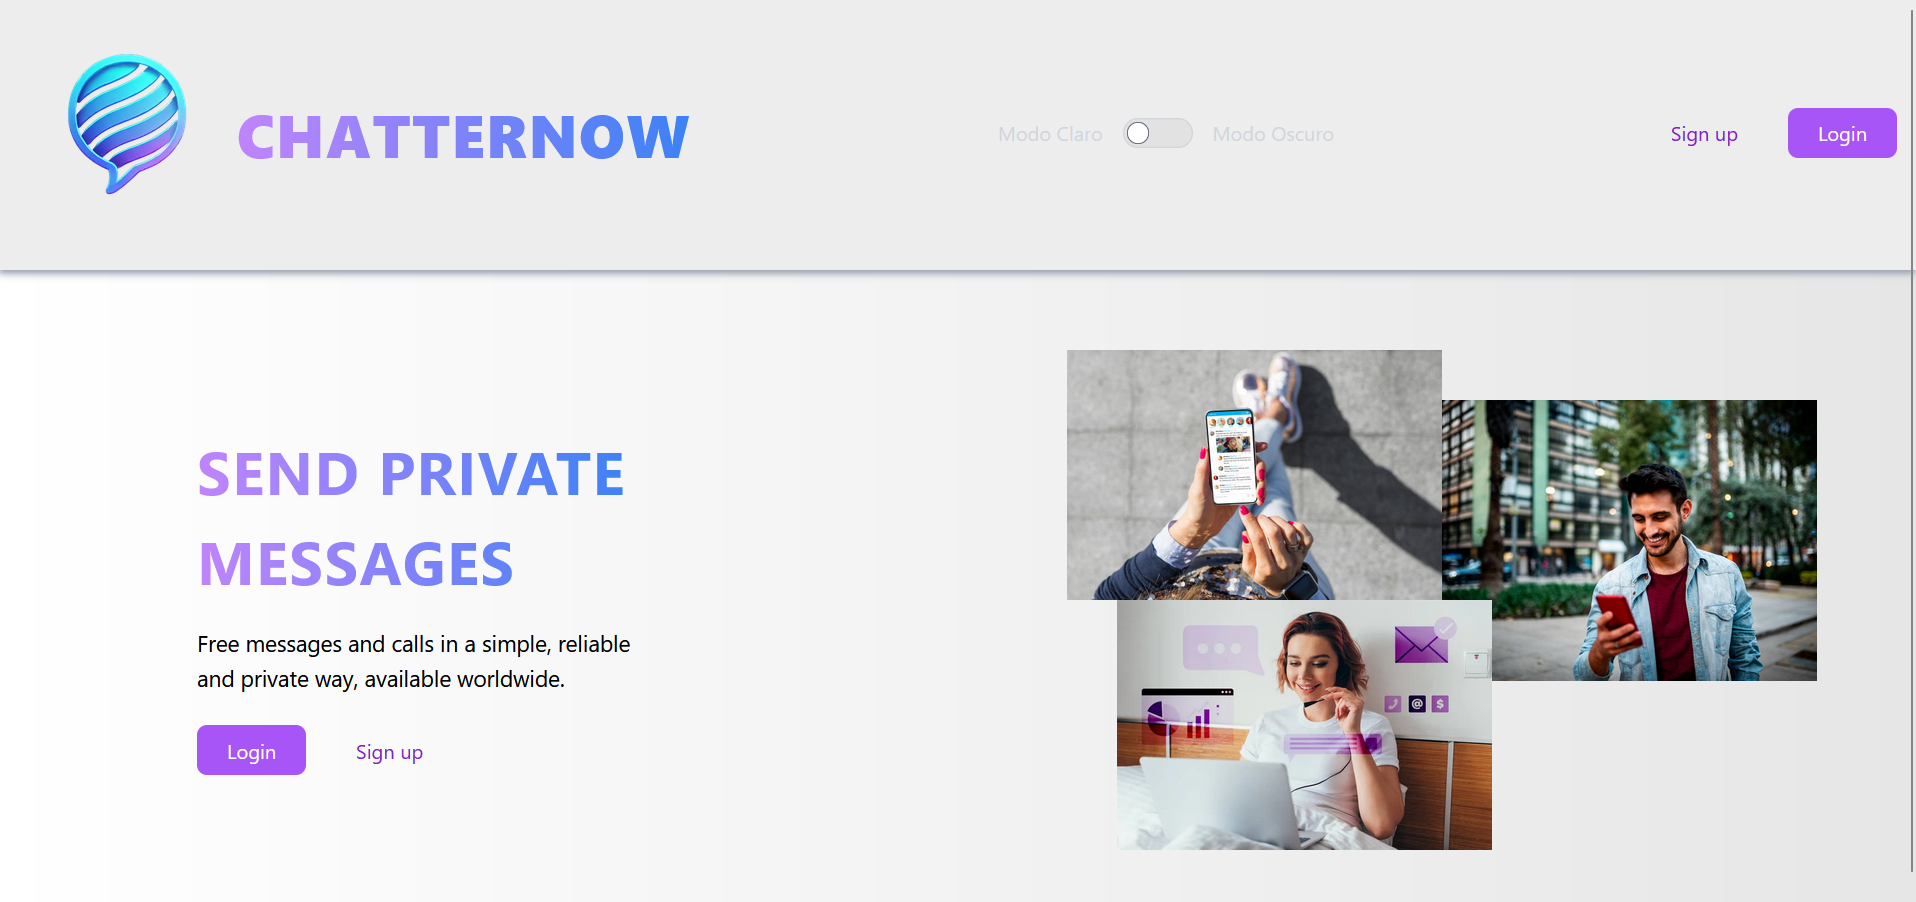 CHATTERNOW
Modo Claro
Modo Oscuro
Sign up
Login
SEND PRIVATE
MESSAGES
Free messages and calls in a simple, reliable
and private way, available worldwide.
Login
Sign up
@
$